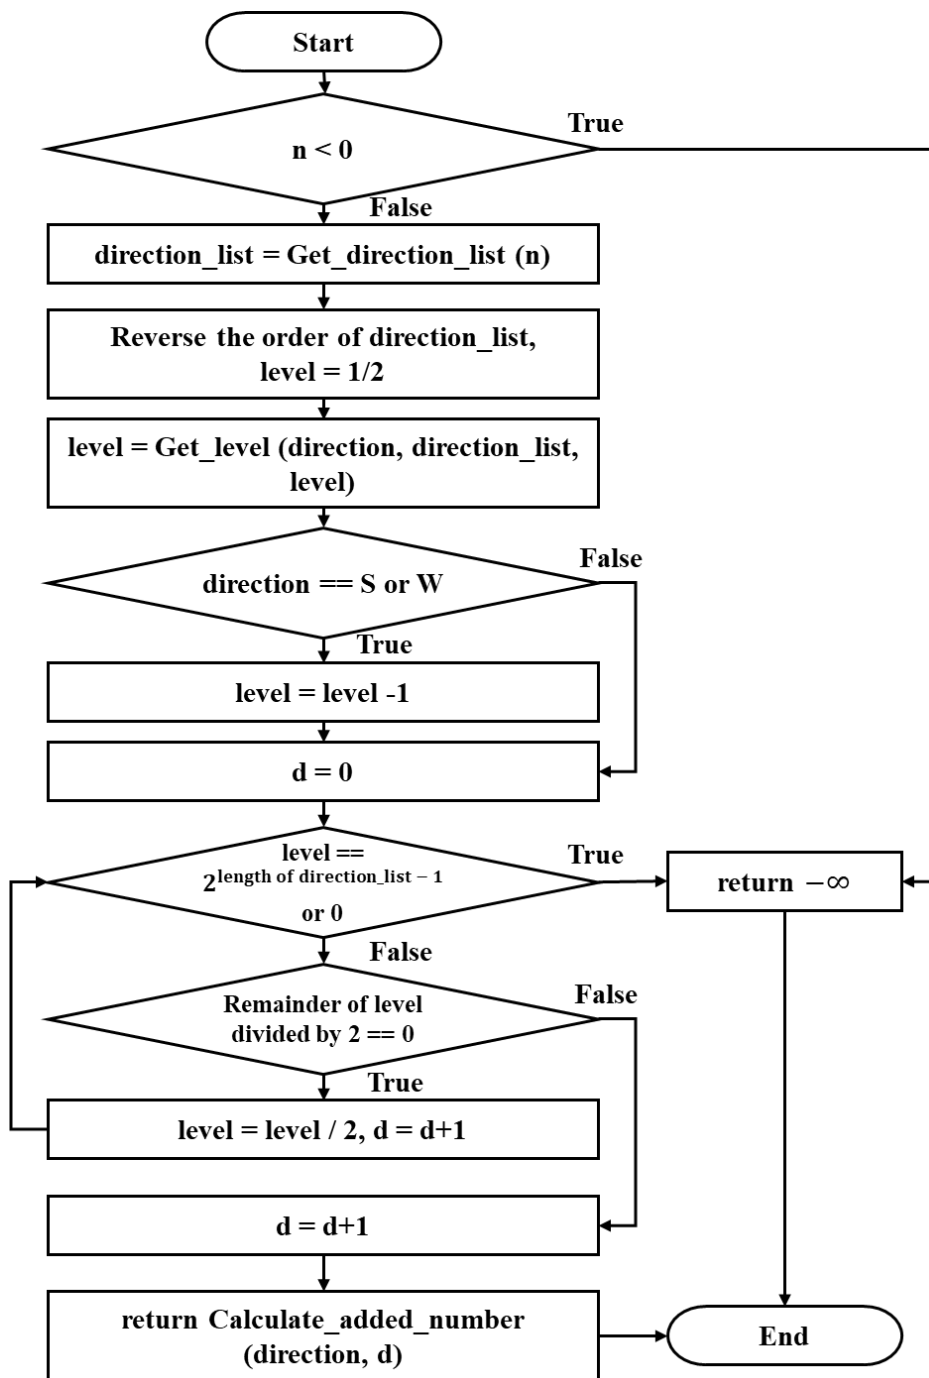 Start
n < 0
True
False
direction_list = Get_direction_list (n)
Reverse the order of direction_list,
level = 1/2
level = Get_level (direction, direction_list,
level)
direction == S or W
False
True
level = level -1
d = 0
level ==
2^length of direction_list − 1
or 0
True
return −∞
False
Remainder of level
divided by 2 == 0
False
True
level = level / 2, d = d+1
d = d+1
return Calculate_added_number
(direction, d)
End